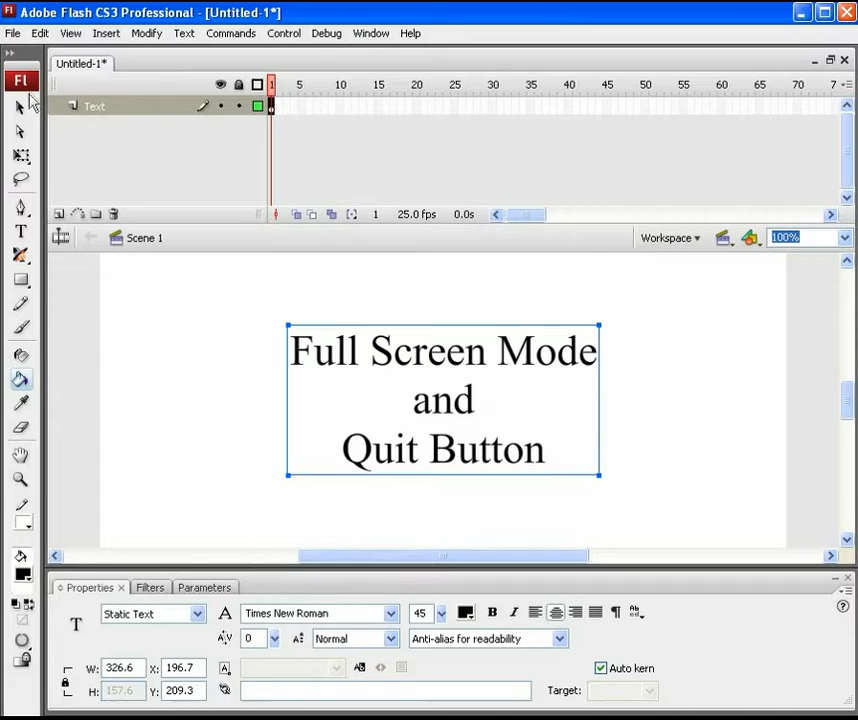 Adobe Flash CS3 Professional - [Untitled-1*]
File Edit View Insert Modify Text Commands Control Debug Window Help
Untitled-1*
Fl
1 5 10 15 20 25 30 35 40 45 50 55 60 65 70 7
Text
1 25.0 fps 0.0s
Scene 1 Workspace 100%
Full Screen Mode
and
Quit Button
Properties x Filters Parameters
Static Text A Times New Roman 45 B I
T A|V 0 Normal Anti-alias for readability
W: 326.6 X: 196.7 Auto kern
H: 157.6 Y: 209.3 Target: